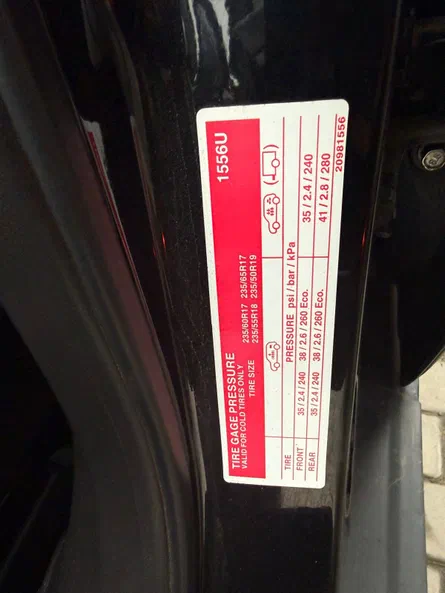 TIRE GAGE PRESSURE 1556U
VALID FOR COLD TIRES ONLY
TIRE SIZE 235/60R17 235/65R17
235/55R18 235/50R19
TIRE PRESSURE psi / bar / kPa
FRONT 35 / 2.4 / 240 38 / 2.6 / 260 Eco. 35 / 2.4 / 240
REAR 35 / 2.4 / 240 38 / 2.6 / 260 Eco. 41 / 2.8 / 280
20981556